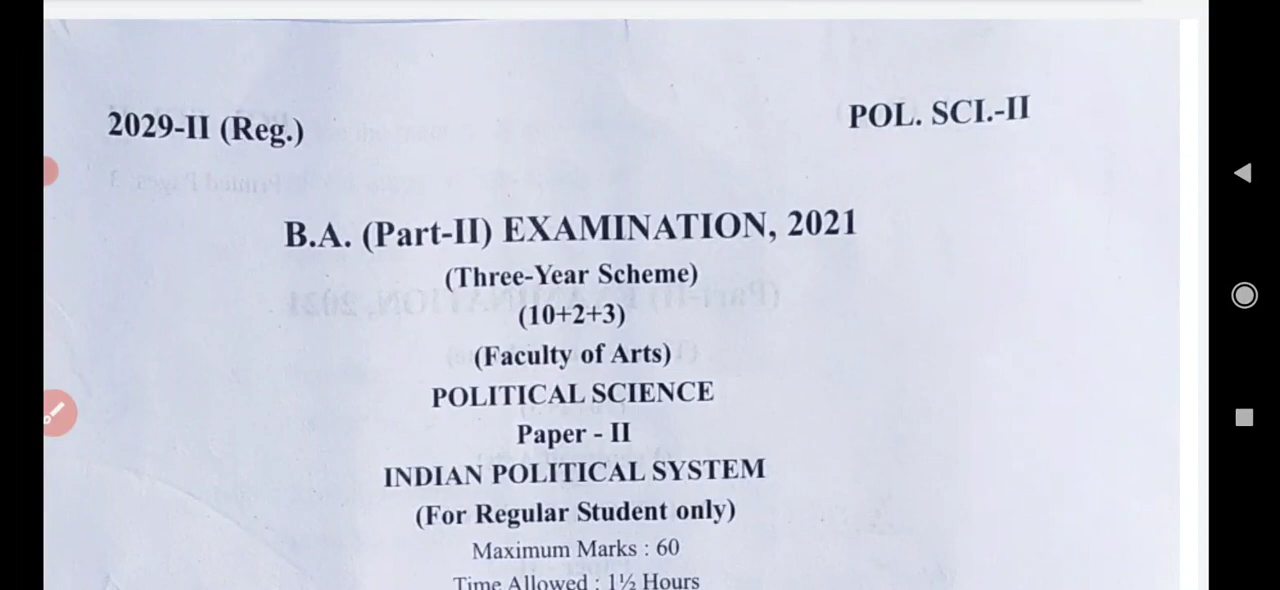 2029-II (Reg.)
POL. SCI.-II
B.A. (Part-II) EXAMINATION, 2021
(Three-Year Scheme)
(10+2+3)
(Faculty of Arts)
POLITICAL SCIENCE
Paper - II
INDIAN POLITICAL SYSTEM
(For Regular Student only)
Maximum Marks : 60
Time Allowed : 1½ Hours